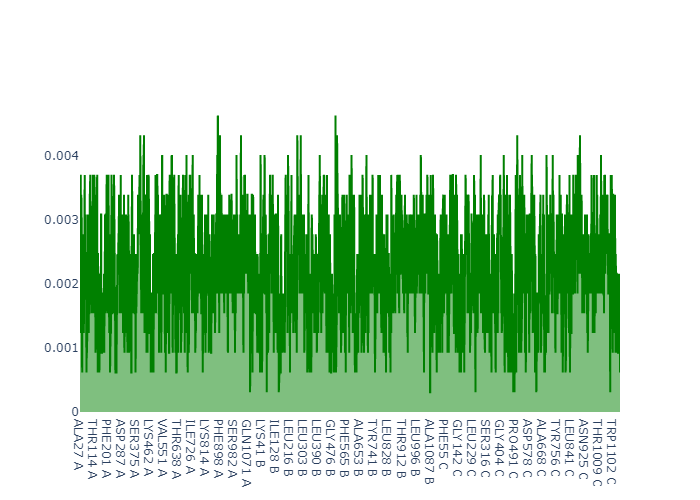 0.004
0.003
0.002
0.001
0
ALA27 A
THR114 A
PHE201 A
ASP287 A
SER375 A
LYS462 A
VAL551 A
THR638 A
ILE726 A
LYS814 A
PHE898 A
SER982 A
GLN1071 A
LYS41 B
ILE128 B
LEU216 B
LEU303 B
LEU390 B
GLY476 B
PHE565 B
ALA653 B
TYR741 B
LEU828 B
THR912 B
LEU996 B
ALA1087 B
PHE55 C
GLY142 C
LEU229 C
SER316 C
GLY404 C
PRO491 C
ASP578 C
ALA668 C
TYR756 C
LEU841 C
ASN925 C
THR1009 C
TRP1102 C